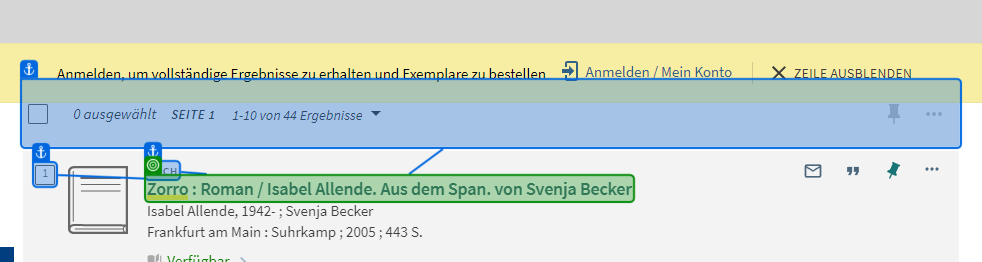 Anmelden, um vollständige Ergebnisse zu erhalten und Exemplare zu bestellen Anmelden / Mein Konto ZEILE AUSBLENDEN
0 ausgewählt SEITE 1 1-10 von 44 Ergebnisse
1
CH
Zorro : Roman / Isabel Allende. Aus dem Span. von Svenja Becker
Isabel Allende, 1942- ; Svenja Becker
Frankfurt am Main : Suhrkamp ; 2005 ; 443 S.
Verfügbar